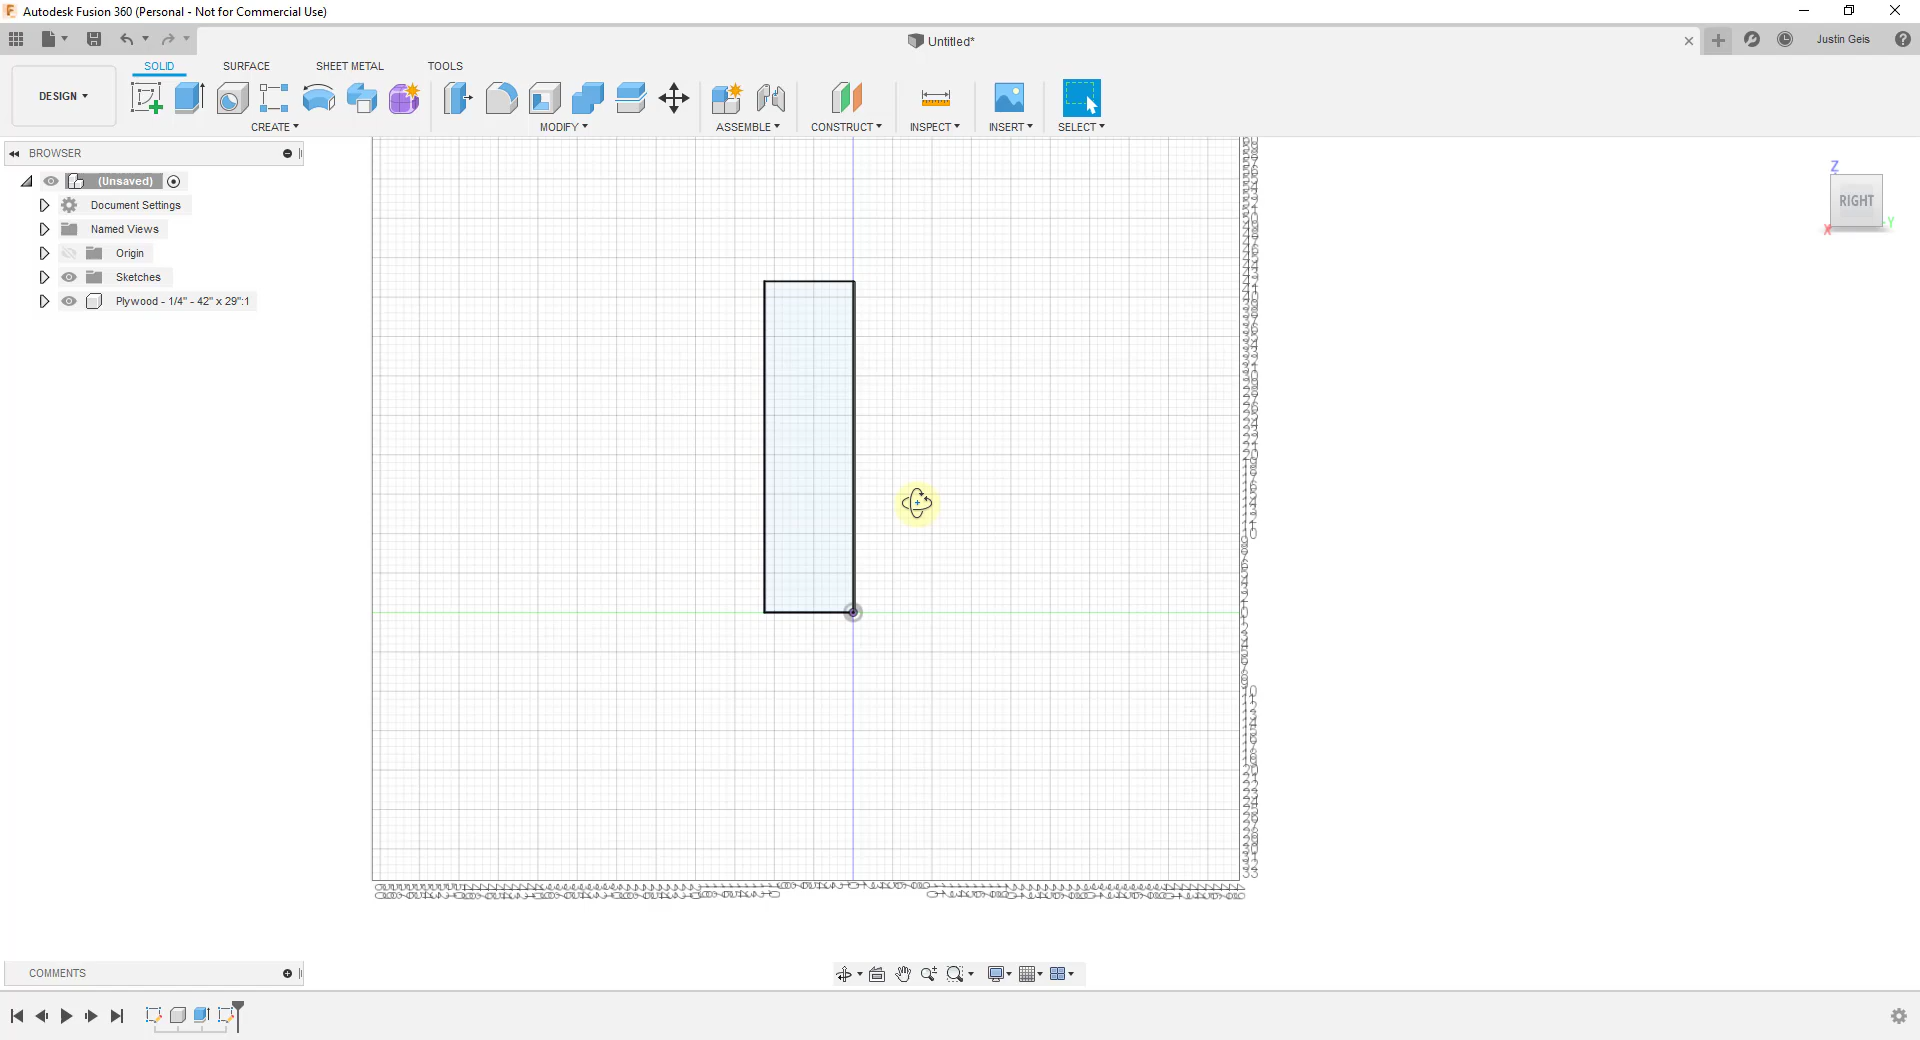 Autodesk Fusion 360 (Personal - Not for Commercial Use)
Untitled*
Justin Geis
SOLID SURFACE SHEET METAL TOOLS
DESIGN
CREATE MODIFY ASSEMBLE CONSTRUCT INSPECT INSERT SELECT
BROWSER
(Unsaved)
Document Settings
Named Views
Origin
Sketches
Plywood - 1/4" - 42" x 29":1
Z
RIGHT
X
-Y
COMMENTS